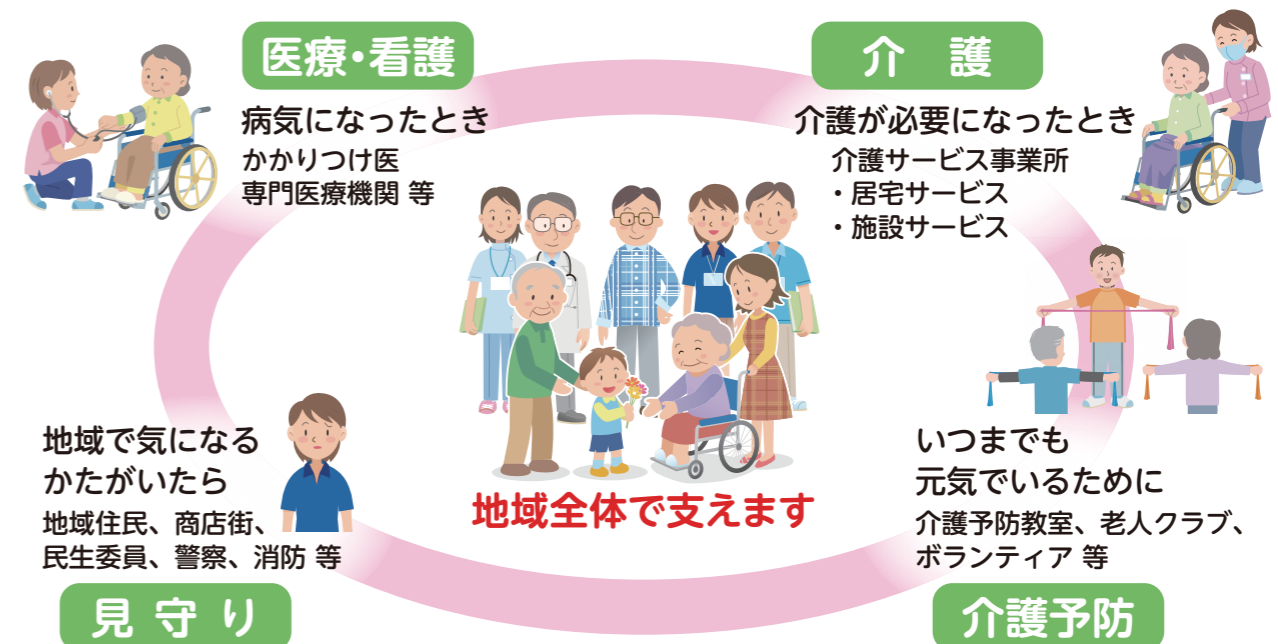 医療・看護
病気になったとき
かかりつけ医
専門医療機関 等
介　護
介護が必要になったとき
介護サービス事業所
・居宅サービス
・施設サービス
地域全体で支えます
地域で気になる
かたがいたら
地域住民、商店街、
民生委員、警察、消防 等
見 守 り
いつまでも
元気でいるために
介護予防教室、老人クラブ、
ボランティア 等
介護予防